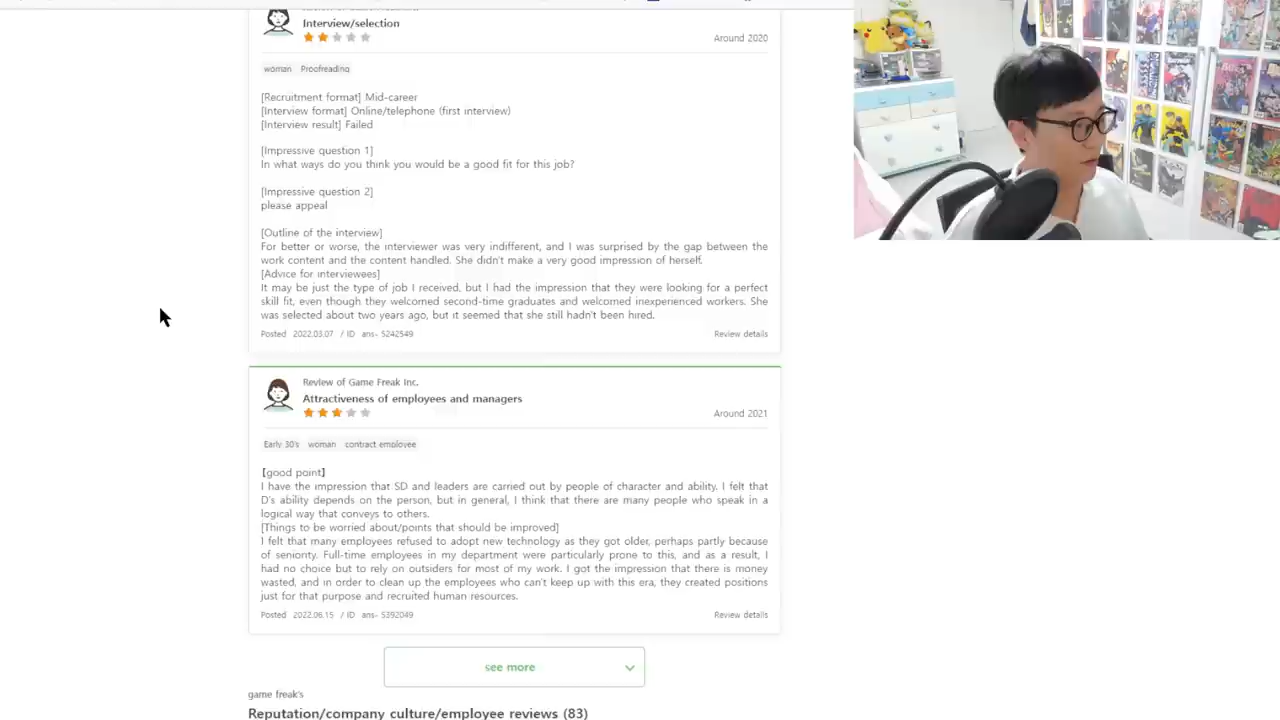 Interview/selection
Around 2020
woman Proofreading
[Recruitment format] Mid-career
[Interview format] Online/telephone (first interview)
[Interview result] Failed
[Impressive question 1]
In what ways do you think you would be a good fit for this job?
[Impressive question 2]
please appeal
[Outline of the interview]
For better or worse, the interviewer was very indifferent, and I was surprised by the gap between the
work content and the content handled. She didn't make a very good impression of herself.
[Advice for interviewees]
It may be just the type of job I received, but I had the impression that they were looking for a perfect
skill fit, even though they welcomed second-time graduates and welcomed inexperienced workers. She
was selected about two years ago, but it seemed that she still hadn't been hired.
Posted 2022.03.07 / ID ans- 5242549
Review details
Review of Game Freak Inc.
Attractiveness of employees and managers
Around 2021
Early 30's woman contract employee
【good point】
I have the impression that SD and leaders are carried out by people of character and ability. I felt that
D's ability depends on the person, but in general, I think that there are many people who speak in a
logical way that conveys to others.
[Things to be worried about/points that should be improved]
I felt that many employees refused to adopt new technology as they got older, perhaps partly because
of seniority. Full-time employees in my department were particularly prone to this, and as a result, I
had no choice but to rely on outsiders for most of my work. I got the impression that there is money
wasted, and in order to clean up the employees who can't keep up with this era, they created positions
just for that purpose and recruited human resources.
Posted 2022.06.15 / ID ans- 5392049
Review details
see more
game freak's
Reputation/company culture/employee reviews (83)